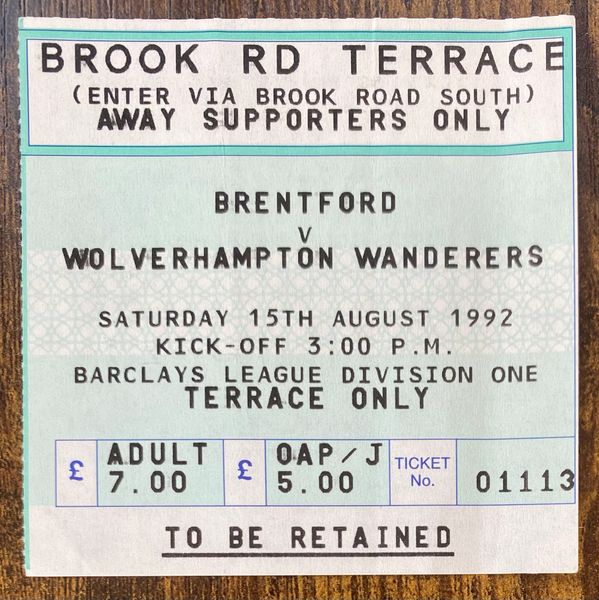 BROOK RD TERRACE
(ENTER VIA BROOK ROAD SOUTH)
AWAY SUPPORTERS ONLY
BRENTFORD
V
WOLVERHAMPTON WANDERERS
SATURDAY 15TH AUGUST 1992
KICK-OFF 3:00 P.M.
BARCLAYS LEAGUE DIVISION ONE
TERRACE ONLY
£ ADULT 7.00 £ OAP/J 5.00 TICKET No. 01113
TO BE RETAINED